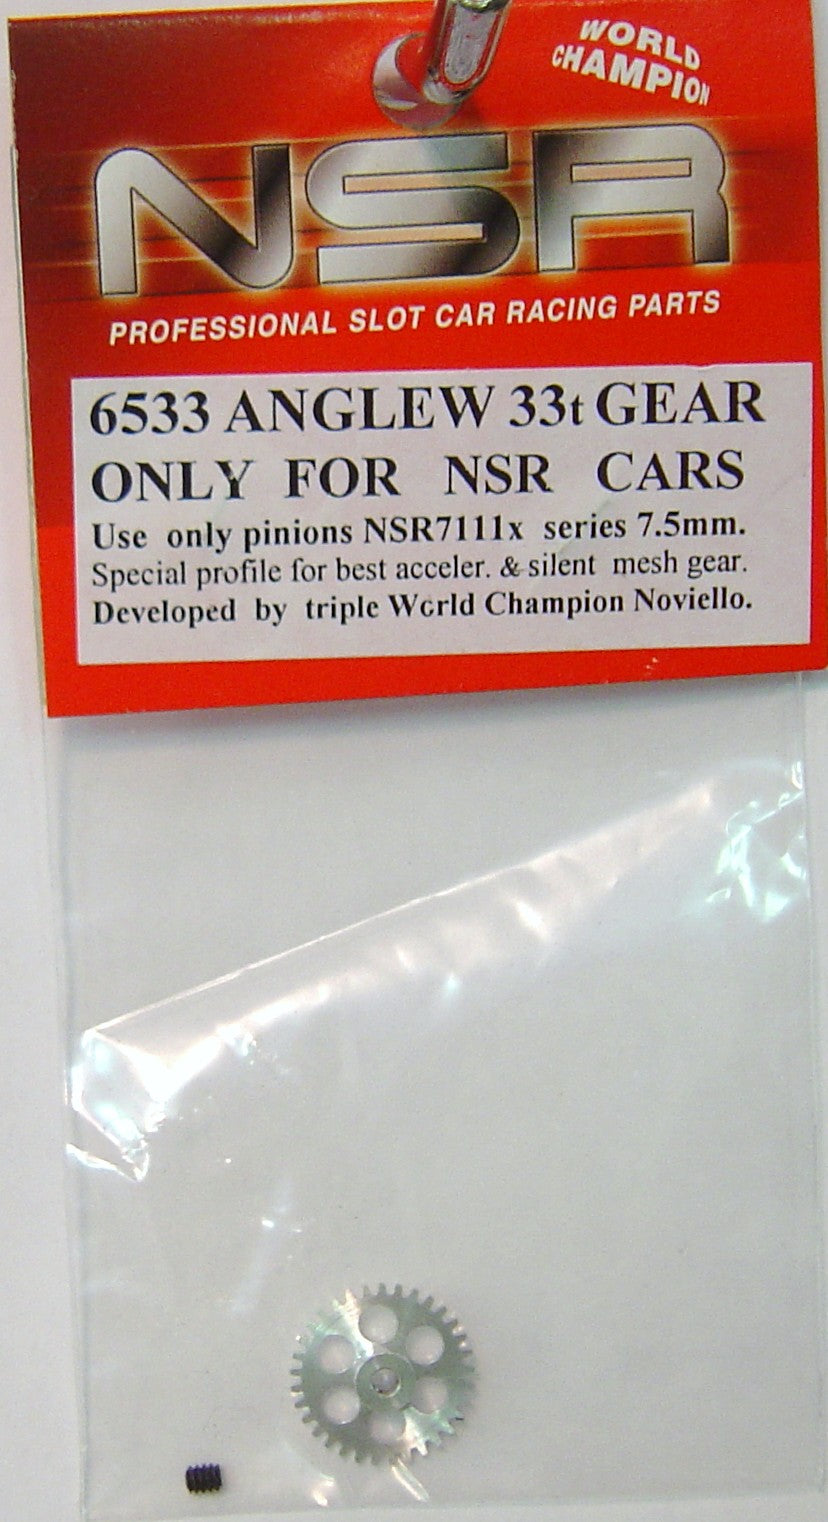 WORLD
CHAMPION
NSR
PROFESSIONAL SLOT CAR RACING PARTS
6533 ANGLEW 33t GEAR
ONLY FOR NSR CARS
Use only pinions NSR7111x series 7.5mm.
Special profile for best acceler. & silent mesh gear.
Developed by triple World Champion Noviello.